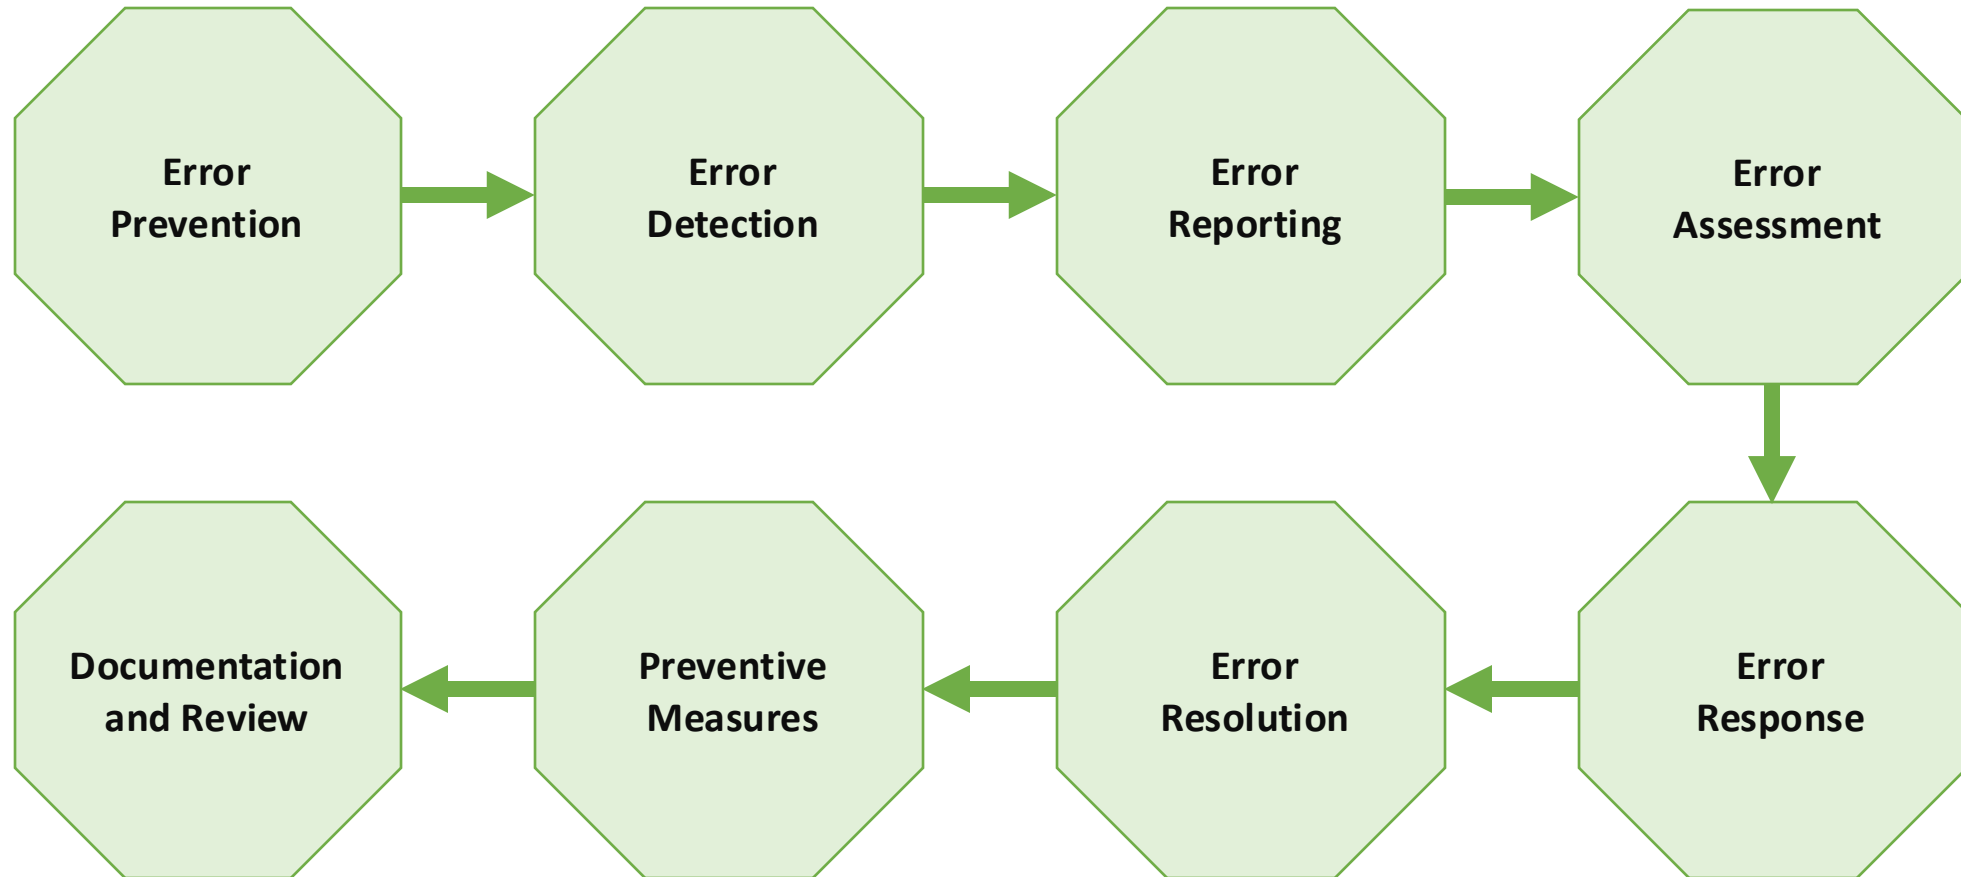 Error
Prevention
Error
Detection
Error
Reporting
Error
Assessment
Error
Response
Error
Resolution
Preventive
Measures
Documentation
and Review